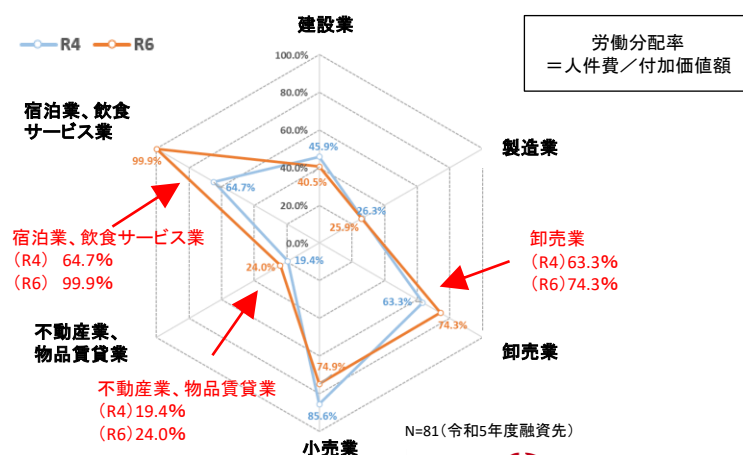 建設業
R4
R6
労働分配率
＝人件費／付加価値額
100.0%
80.0%
60.0%
40.0%
20.0%
0.0%
宿泊業、飲食
サービス業
製造業
99.9%
64.7%
45.9%
40.5%
26.3%
25.9%
宿泊業、飲食サービス業
（R4） 64.7%
（R6） 99.9%
卸売業
（R4）63.3%
（R6）74.3%
24.0%
19.4%
63.3%
74.3%
不動産業、
物品賃貸業
卸売業
74.9%
85.6%
不動産業、物品賃貸業
（R4）19.4%
（R6）24.0%
N=81（令和5年度融資先）
小売業